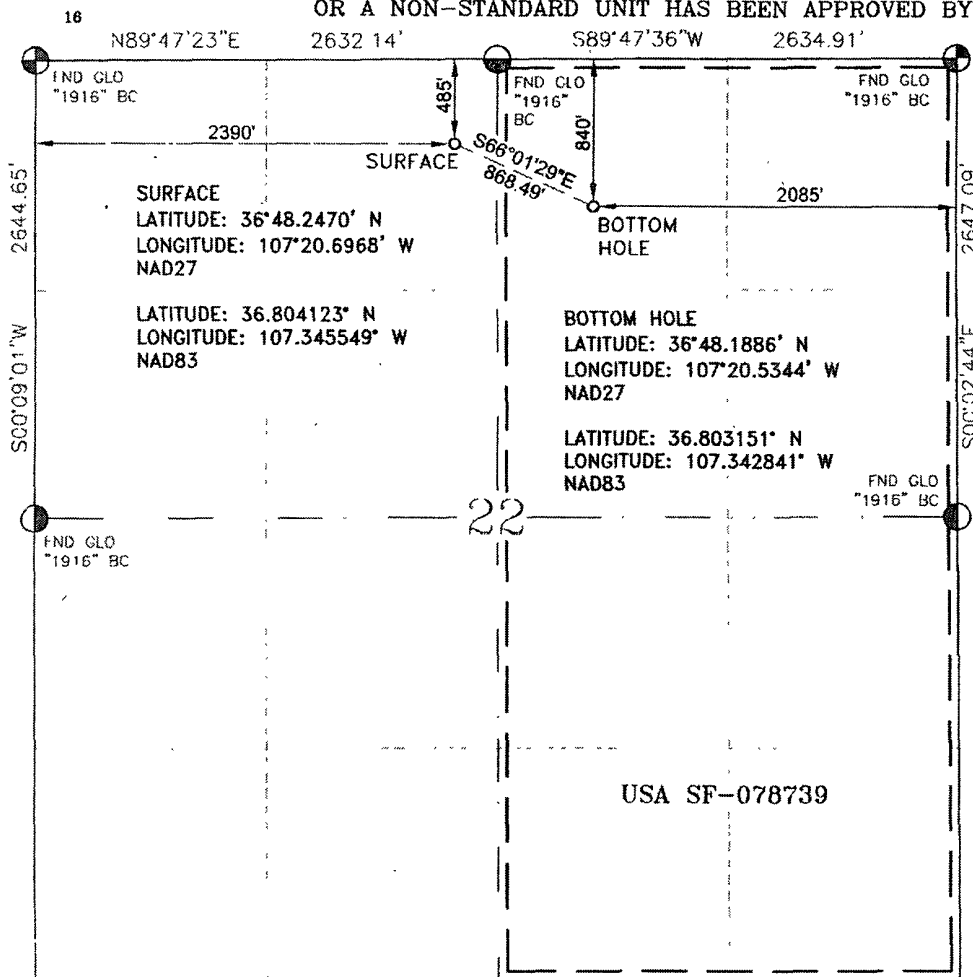 OR A NON-STANDARD UNIT HAS BEEN APPROVED BY
16
N89°47'23"E 2632 14'
S89°47'36"W 2634.91'
FND GLO
"1916" BC
FND GLO
"1916"
BC
FND GLO
"1916" BC
485'
840'
2390'
SURFACE
S66°01'29"E
868.49'
2085'
BOTTOM
HOLE
2644.65'
S00°09'01"W
2647.09'
S00°02'44"E
SURFACE
LATITUDE: 36°48.2470' N
LONGITUDE: 107°20.6968' W
NAD27
LATITUDE: 36.804123° N
LONGITUDE: 107.345549° W
NAD83
BOTTOM HOLE
LATITUDE: 36°48.1886' N
LONGITUDE: 107°20.5344' W
NAD27
LATITUDE: 36.803151° N
LONGITUDE: 107.342841° W
NAD83
FND GLO
"1916" BC
22
FND GLO
"1916" BC
USA SF-078739